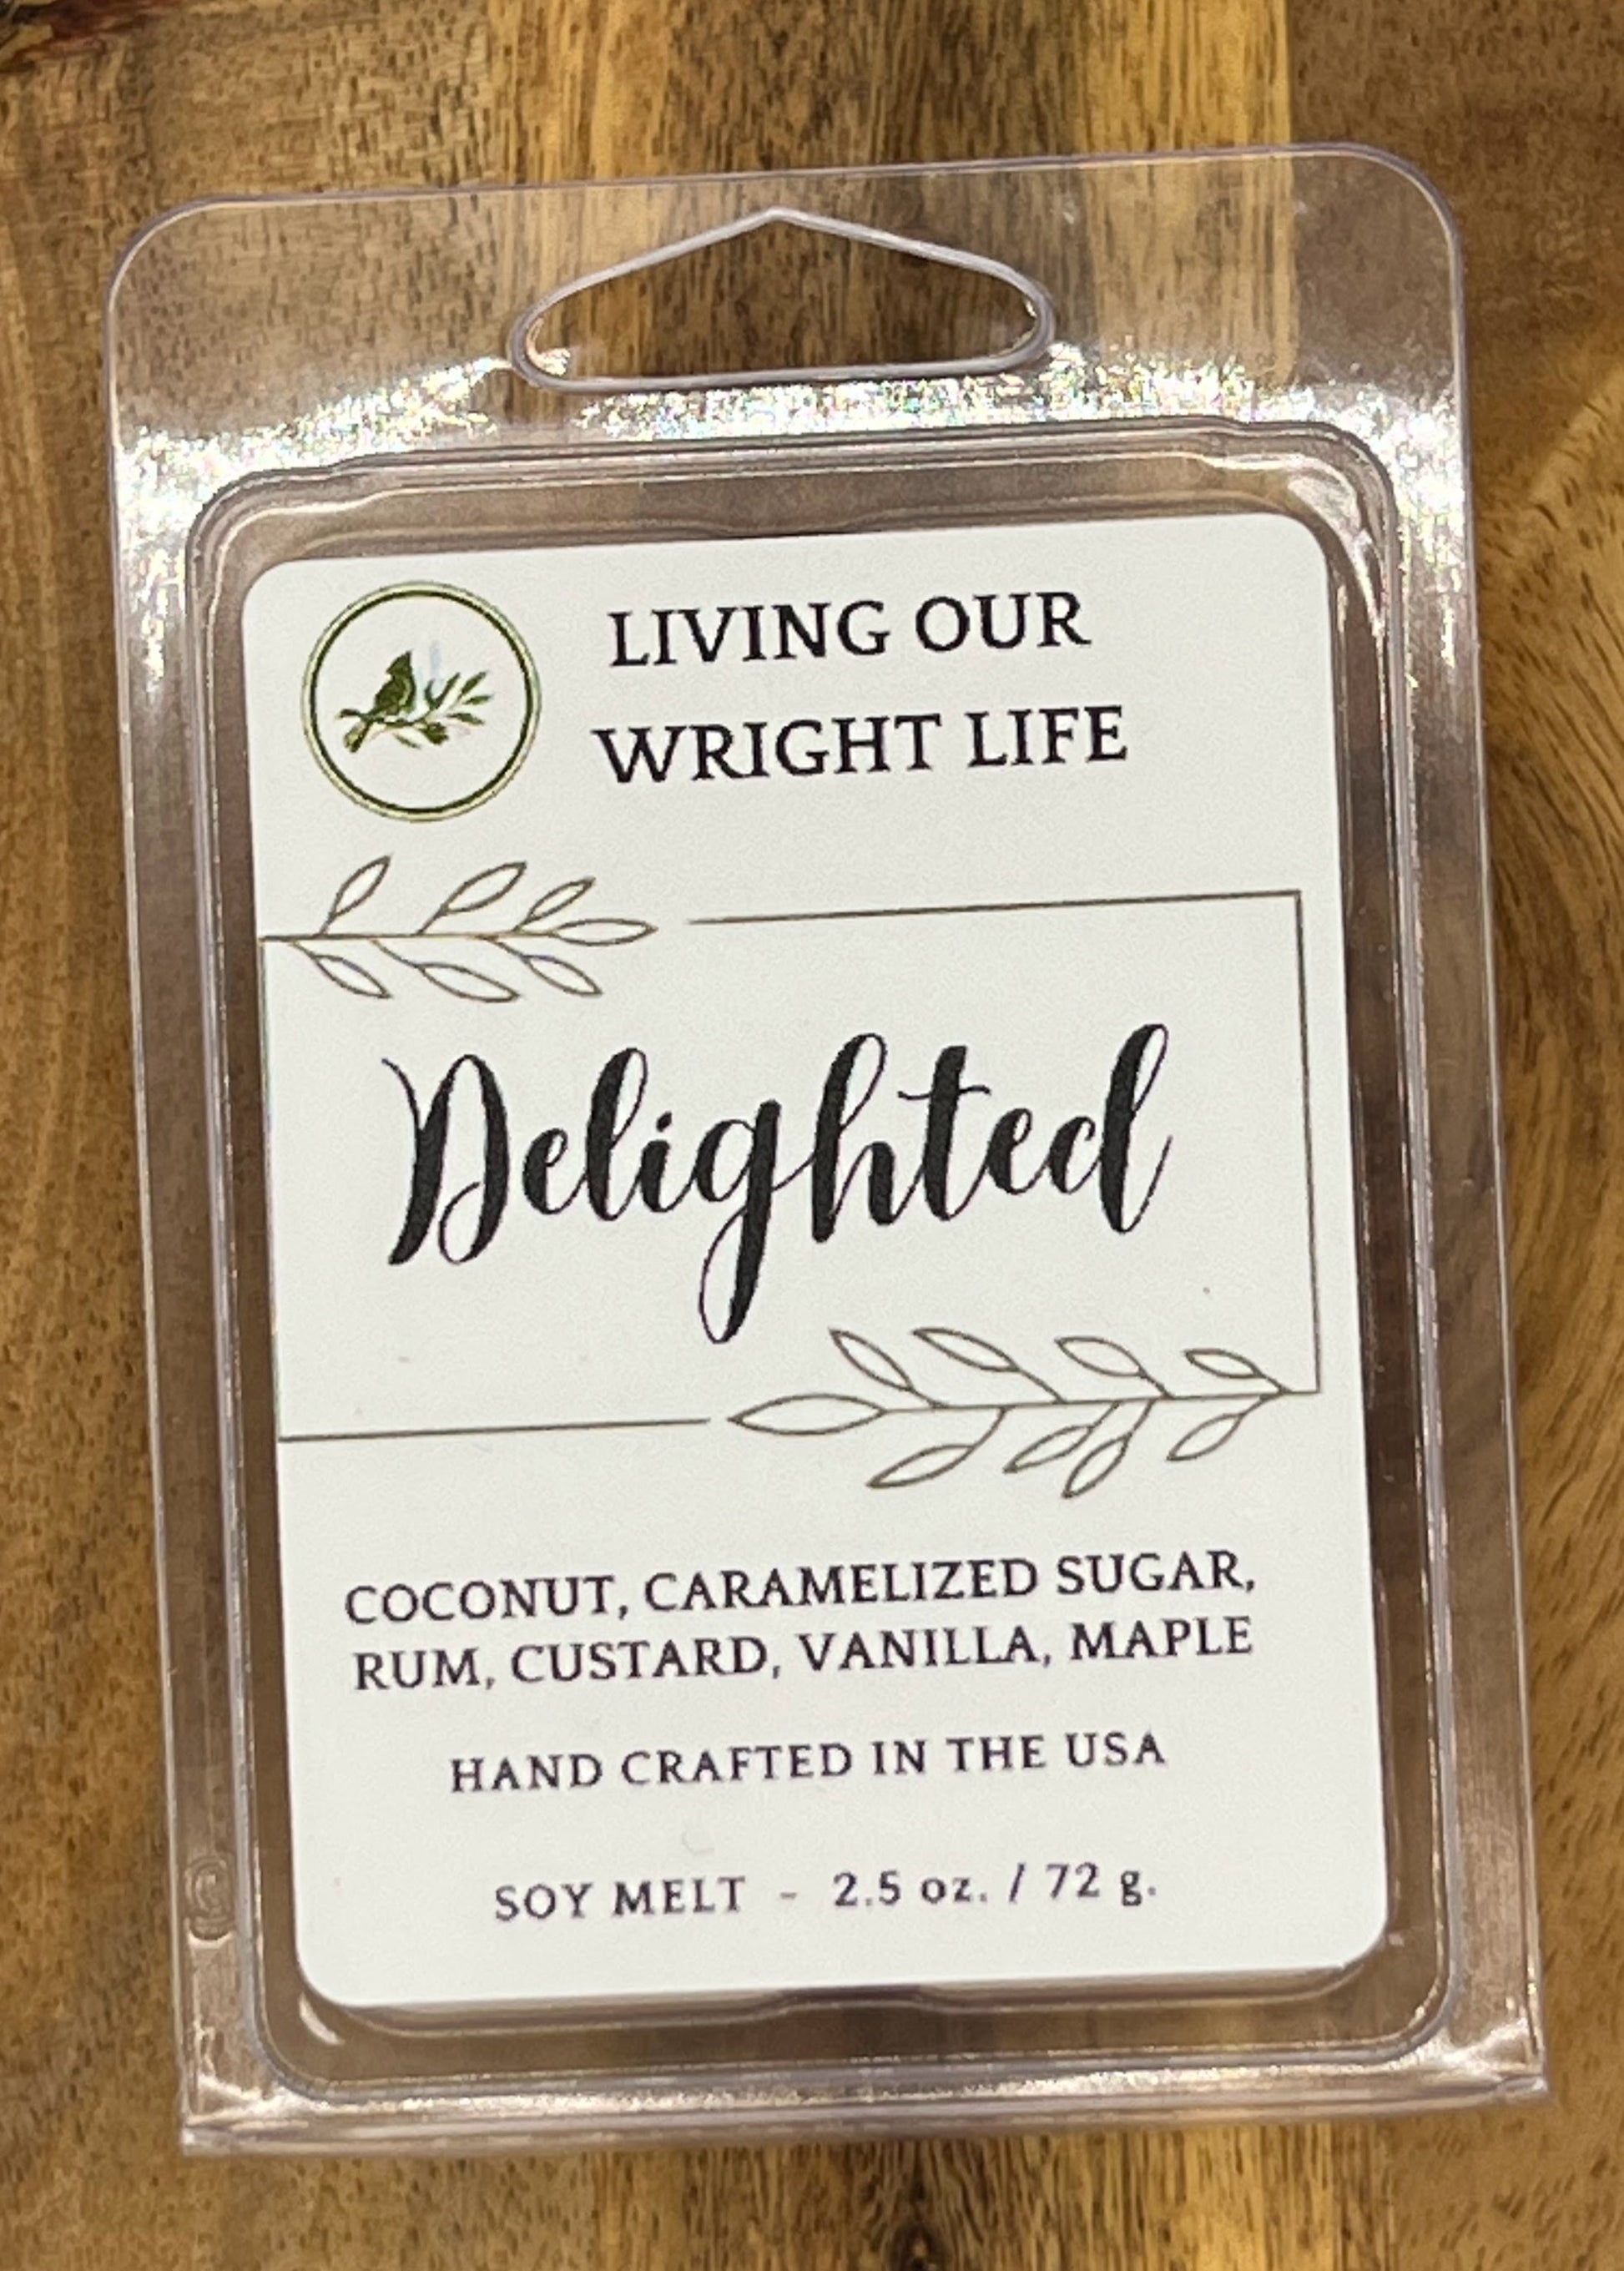 LIVING OUR
WRIGHT LIFE
Delighted
COCONUT, CARAMELIZED SUGAR,
RUM, CUSTARD, VANILLA, MAPLE
HAND CRAFTED IN THE USA
SOY MELT - 2.5 oz. / 72 g.